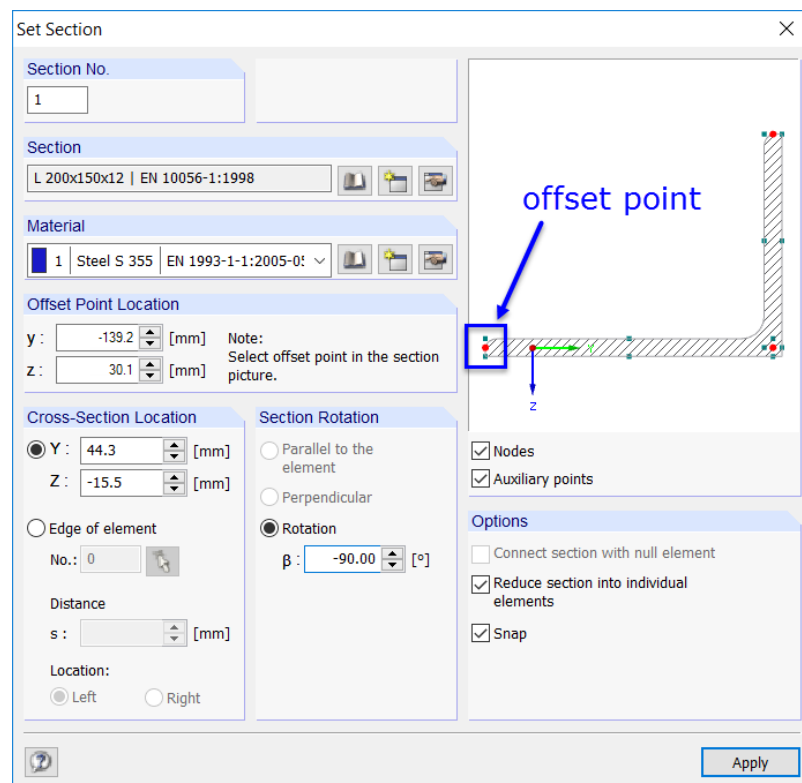 Set Section
Section No.
1
Section
L 200x150x12 | EN 10056-1:1998
Material
1 Steel S 355 EN 1993-1-1:2005-05
Offset Point Location
y : -139.2 [mm] Note:
Select offset point in the section
z : 30.1 [mm] picture.
Cross-Section Location
Y : 44.3 [mm]
Z : -15.5 [mm]
Edge of element
No.: 0
Distance
s : [mm]
Location:
Left Right
Section Rotation
Parallel to the
element
Perpendicular
Rotation
β : -90.00 [°]
offset point
Y
Z
Nodes
Auxiliary points
Options
Connect section with null element
Reduce section into individual
elements
Snap
Apply